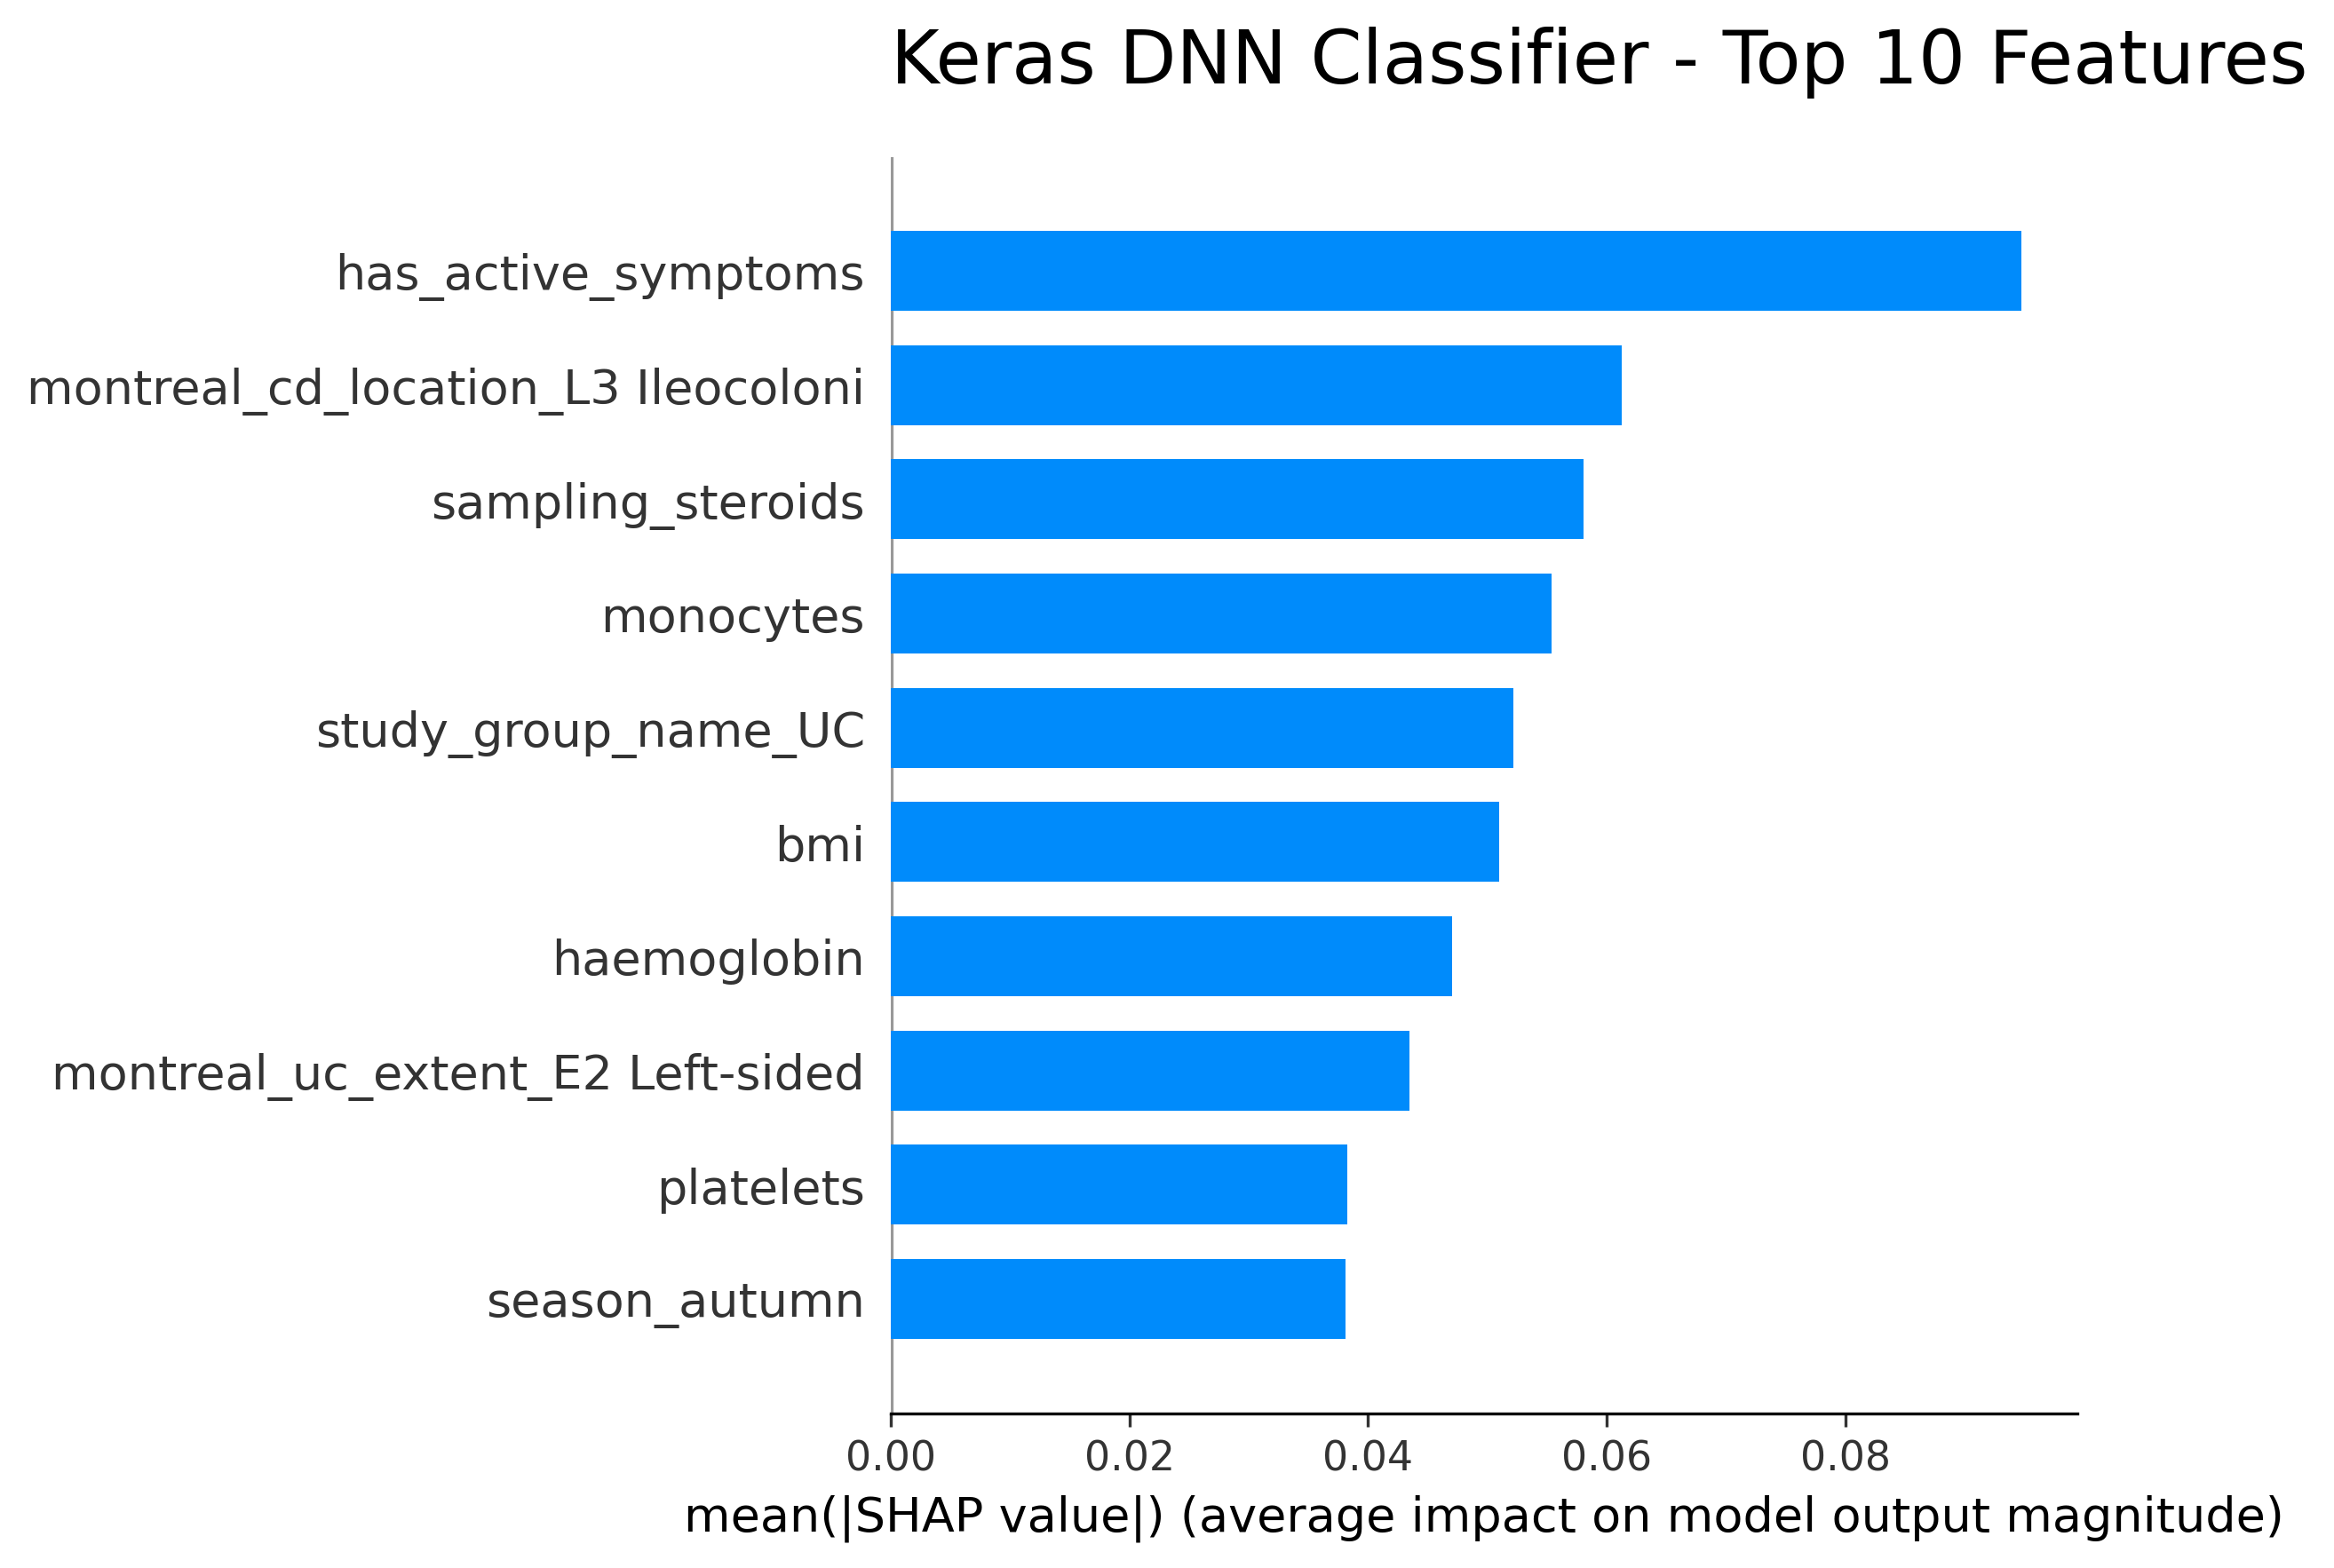 Keras DNN Classifier - Top 10 Features
has_active_symptoms
montreal_cd_location_L3 Ileocoloni
sampling_steroids
monocytes
study_group_name_UC
bmi
haemoglobin
montreal_uc_extent_E2 Left-sided
platelets
season_autumn
0.00 0.02 0.04 0.06 0.08
mean(|SHAP value|) (average impact on model output magnitude)